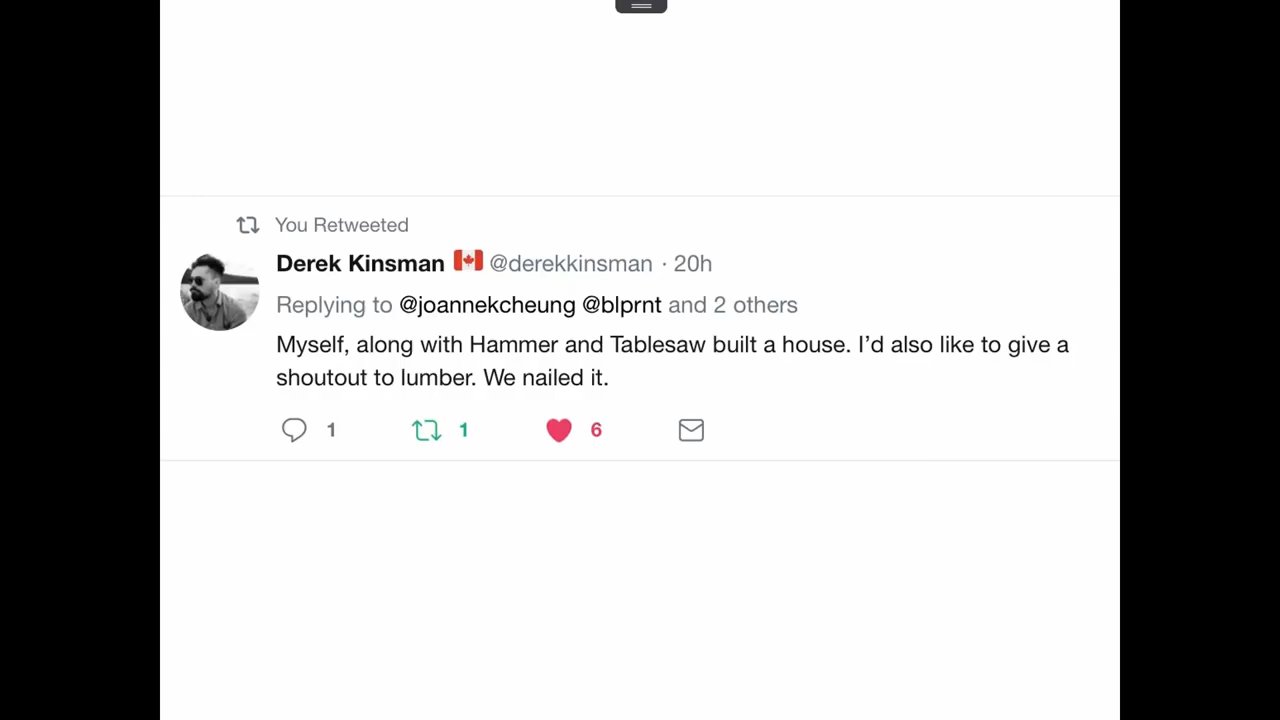 You Retweeted
Derek Kinsman 🇨🇦 @derekkinsman · 20h
Replying to @joannekcheung @blprnt and 2 others
Myself, along with Hammer and Tablesaw built a house. I’d also like to give a
shoutout to lumber. We nailed it.
1 1 6